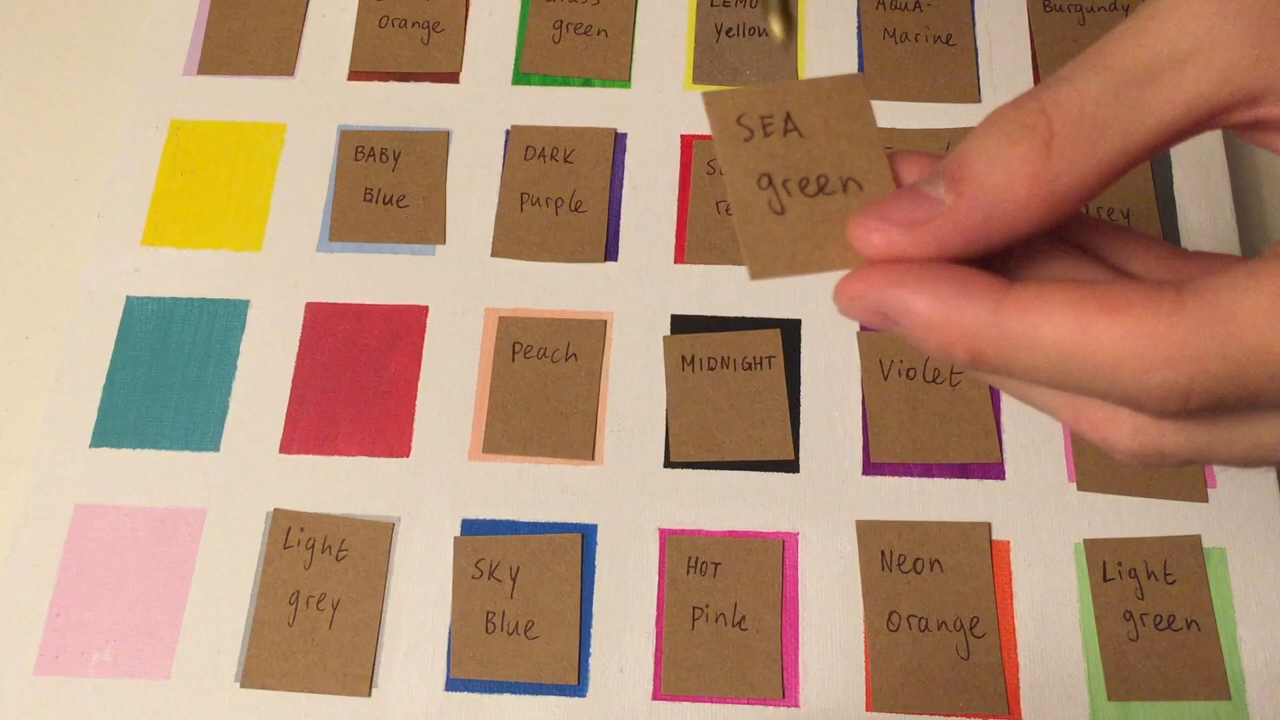 Orange
green
Yellow
AQUA-
Marine
Burgundy
BABY
Blue
DARK
purple
SEA
green
Peach
MIDNIGHT
Violet
Light
grey
SKY
Blue
HOT
Pink
Neon
Orange
Light
green